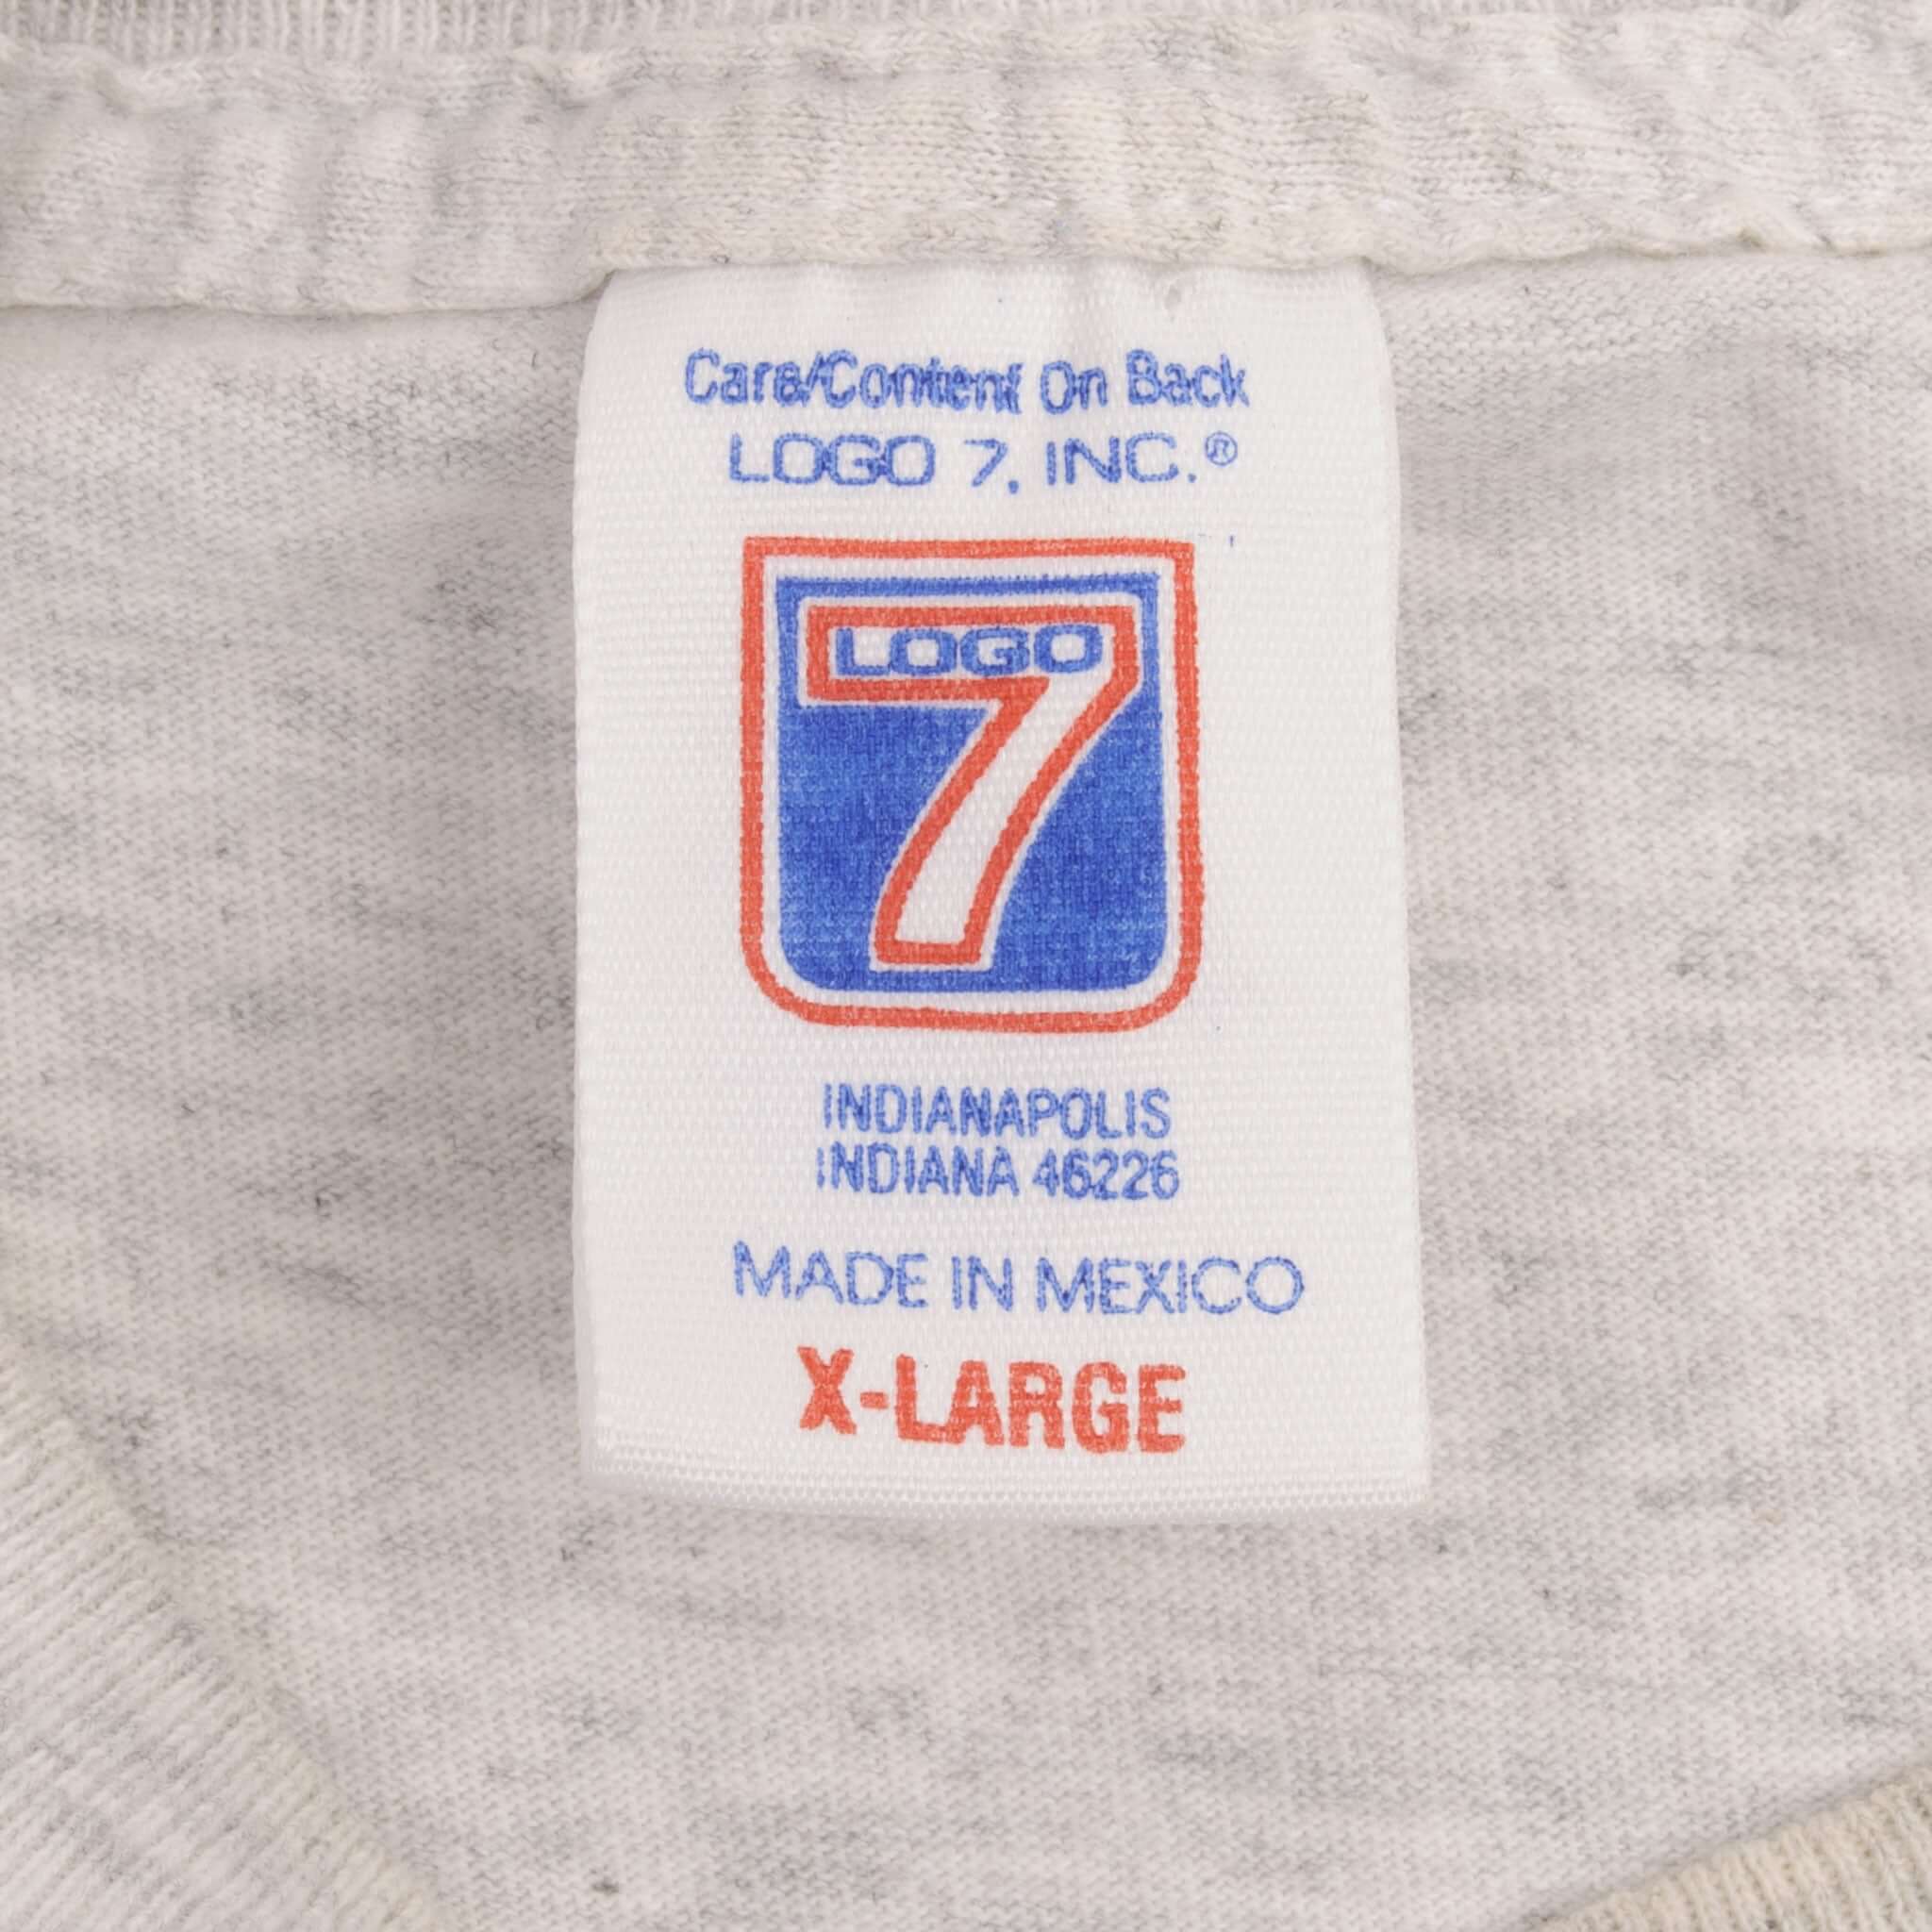 Care/Content On Back
LOGO 7, INC.®
LOGO
7
INDIANAPOLIS
INDIANA 46226
MADE IN MEXICO
X-LARGE